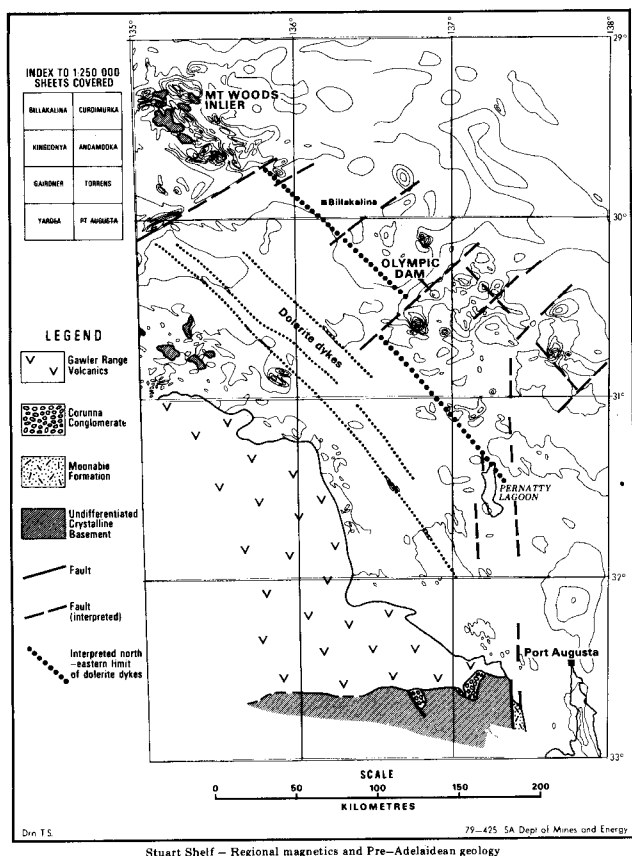 135°
136°
137°
138°
29°
30°
31°
32°
33°
INDEX TO 1:250 000
SHEETS COVERED
BILLAKALINA
CURDIMURKA
KINGOONYA
ANDAMOOKA
GAIRDNER
TORRENS
YARDEA
PT AUGUSTA
MT WOODS
INLIER
Billakalina
OLYMPIC
DAM
Dolerite dykes
PERNATTY
LAGOON
Port Augusta
LEGEND
Gawler Range
Volcanics
Corunna
Conglomerate
Moonabie
Formation
Undifferentiated
Crystalline
Basement
Fault
Fault
(interpreted)
Interpreted north
-eastern limit
of dolerite dykes
SCALE
0 50 100 150 200
KILOMETRES
Drn T.S.
79-425 SA Dept of Mines and Energy
Stuart Shelf – Regional magnetics and Pre-Adelaidean geology